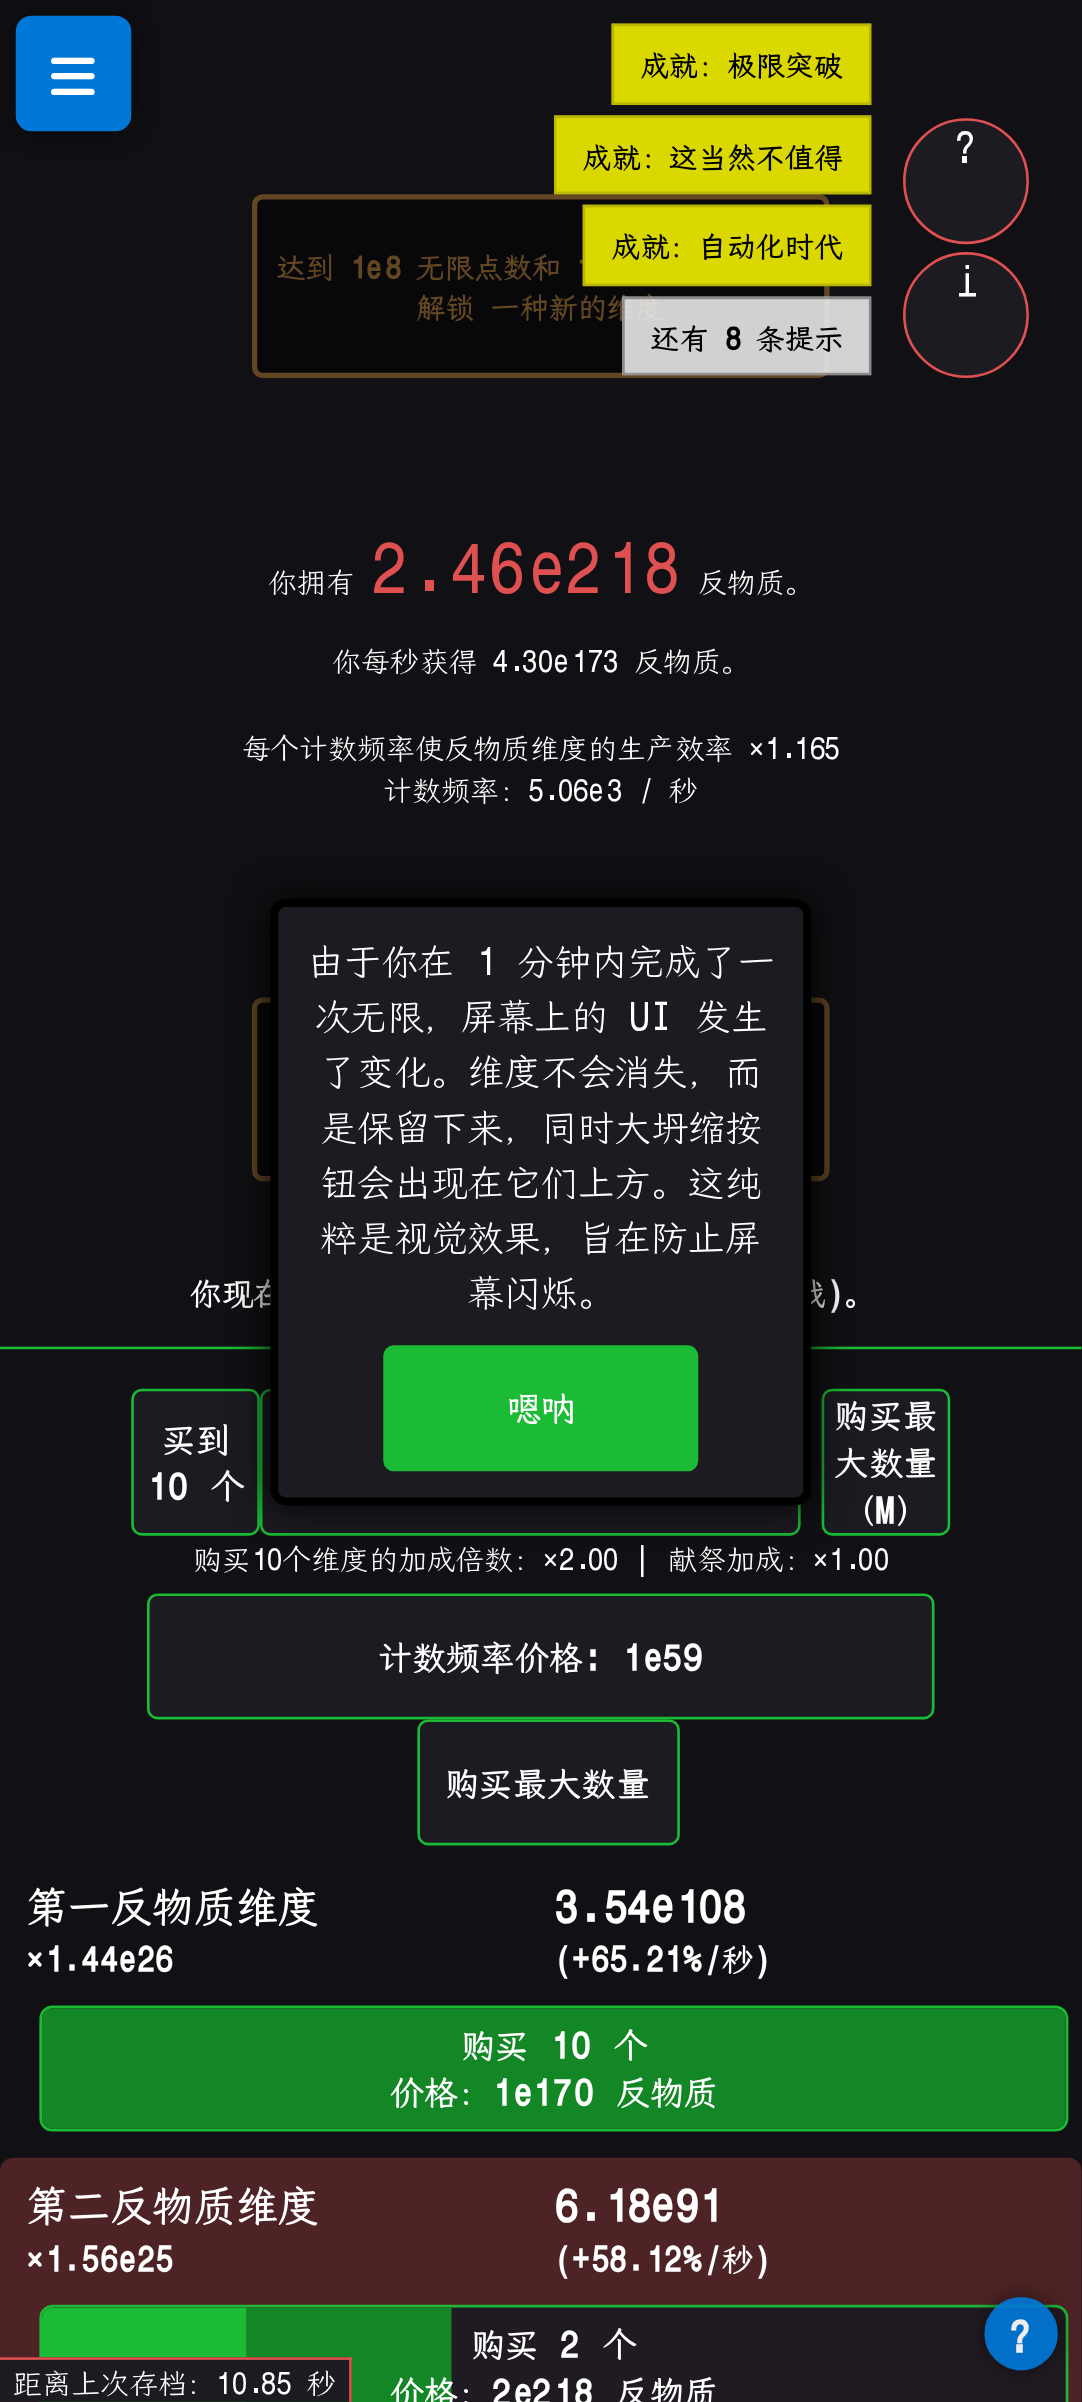 成就: 极限突破
成就: 这当然不值得
成就: 自动化时代
还有 8 条提示
?
i
达到 1e8 无限点数和
解锁 一种新的维度
你拥有 2.46e218 反物质。
你每秒获得 4.30e173 反物质。
每个计数频率使反物质维度的生产效率 ×1.165
计数频率: 5.06e3 / 秒
由于你在 1 分钟内完成了一
次无限, 屏幕上的 UI 发生
了变化。维度不会消失, 而
是保留下来, 同时大坍缩按
钮会出现在它们上方。这纯
粹是视觉效果, 旨在防止屏
幕闪烁。
嗯呐
你现在
戏)。
买到
10 个
购买最
大数量
(M)
购买10个维度的加成倍数: ×2.00 | 献祭加成: ×1.00
计数频率价格: 1e59
购买最大数量
第一反物质维度 3.54e108
×1.44e26 (+65.21%/秒)
购买 10 个
价格: 1e170 反物质
第二反物质维度 6.18e91
×1.56e25 (+58.12%/秒)
购买 2 个
价格: 2e218 反物质
距离上次存档: 10.85 秒
?